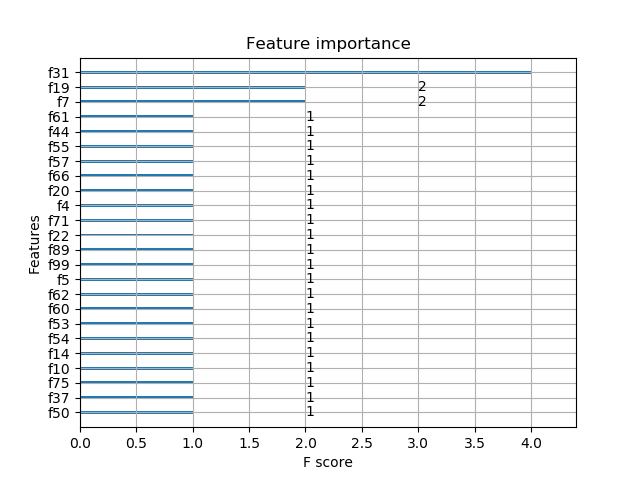 Feature importance
f31
f19 2
f7 2
f61 1
f44 1
f55 1
f57 1
f66 1
f20 1
f4 1
f71 1
f22 1
f89 1
f99 1
f5 1
f62 1
f60 1
f53 1
f54 1
f14 1
f10 1
f75 1
f37 1
f50 1
Features
0.0 0.5 1.0 1.5 2.0 2.5 3.0 3.5 4.0
F score